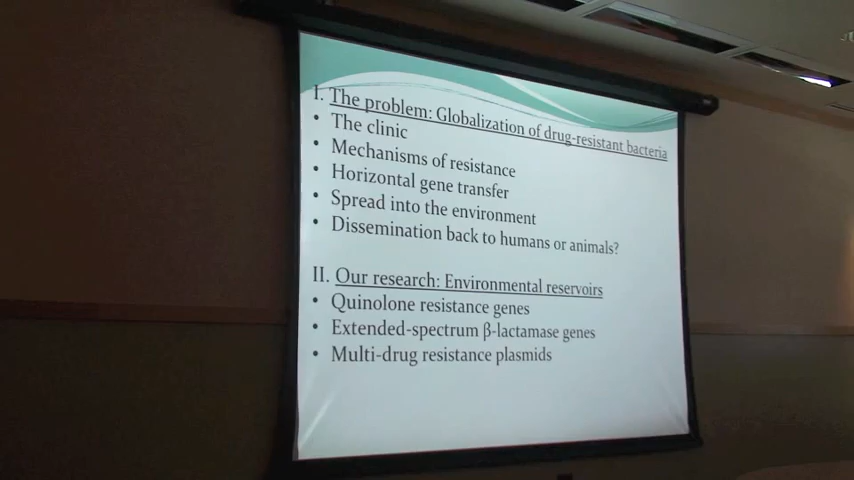 I. The problem: Globalization of drug-resistant bacteria
• The clinic
• Mechanisms of resistance
• Horizontal gene transfer
• Spread into the environment
• Dissemination back to humans or animals?
II. Our research: Environmental reservoirs
• Quinolone resistance genes
• Extended-spectrum β-lactamase genes
• Multi-drug resistance plasmids